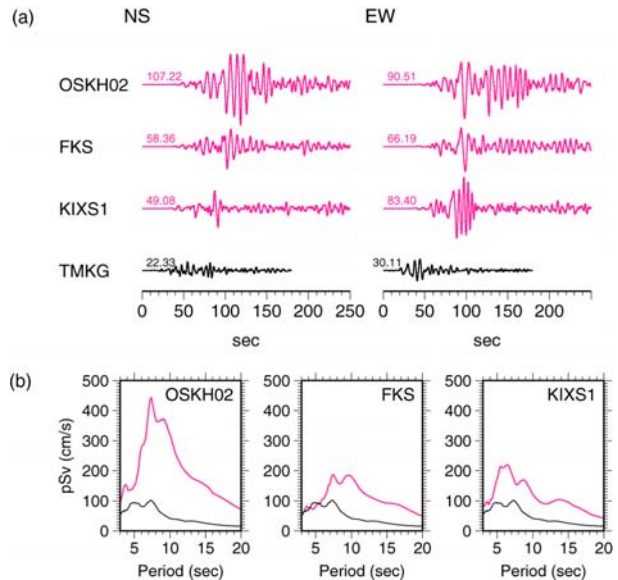 (a) NS EW
OSKH02 107.22 90.51
FKS 58.36 66.19
KIXS1 49.08 83.40
TMKG 22.33 30.11
0 50 100 150 200 250 0 50 100 150 200
sec sec
(b)
pSv (cm/s)
500 500 500
400 400 400
300 300 300
200 200 200
100 100 100
0 0 0
OSKH02 FKS KIXS1
5 10 15 20 5 10 15 20 5 10 15 20
Period (sec) Period (sec) Period (sec)